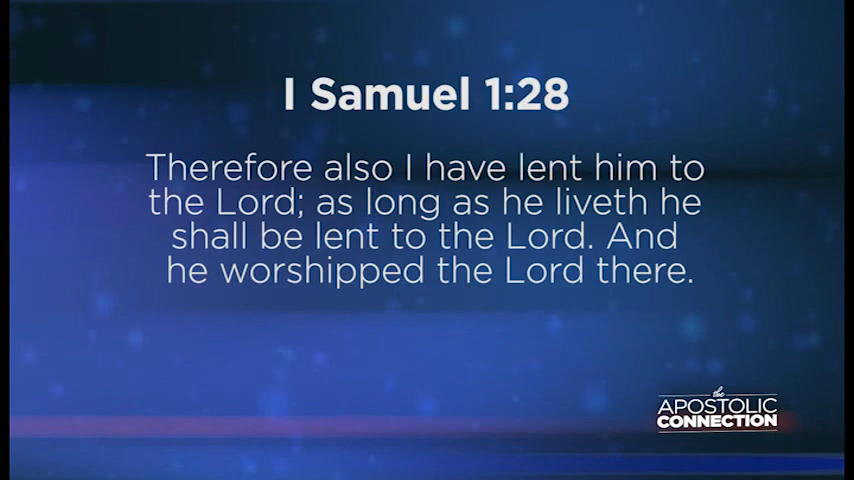 I Samuel 1:28
Therefore also I have lent him to
the Lord; as long as he liveth he
shall be lent to the Lord. And
he worshipped the Lord there.
the
APOSTOLIC
CONNECTION